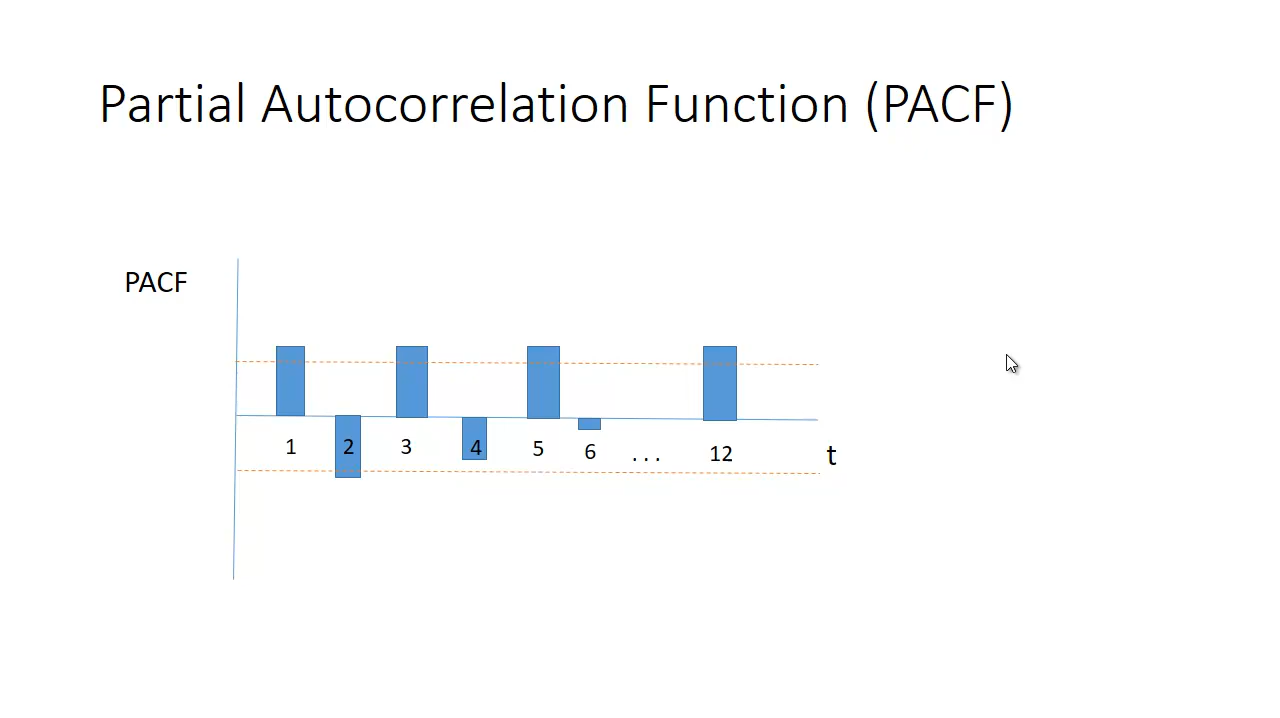 Partial Autocorrelation Function (PACF)
PACF
1 2 3 4 5 6 ... 12 t